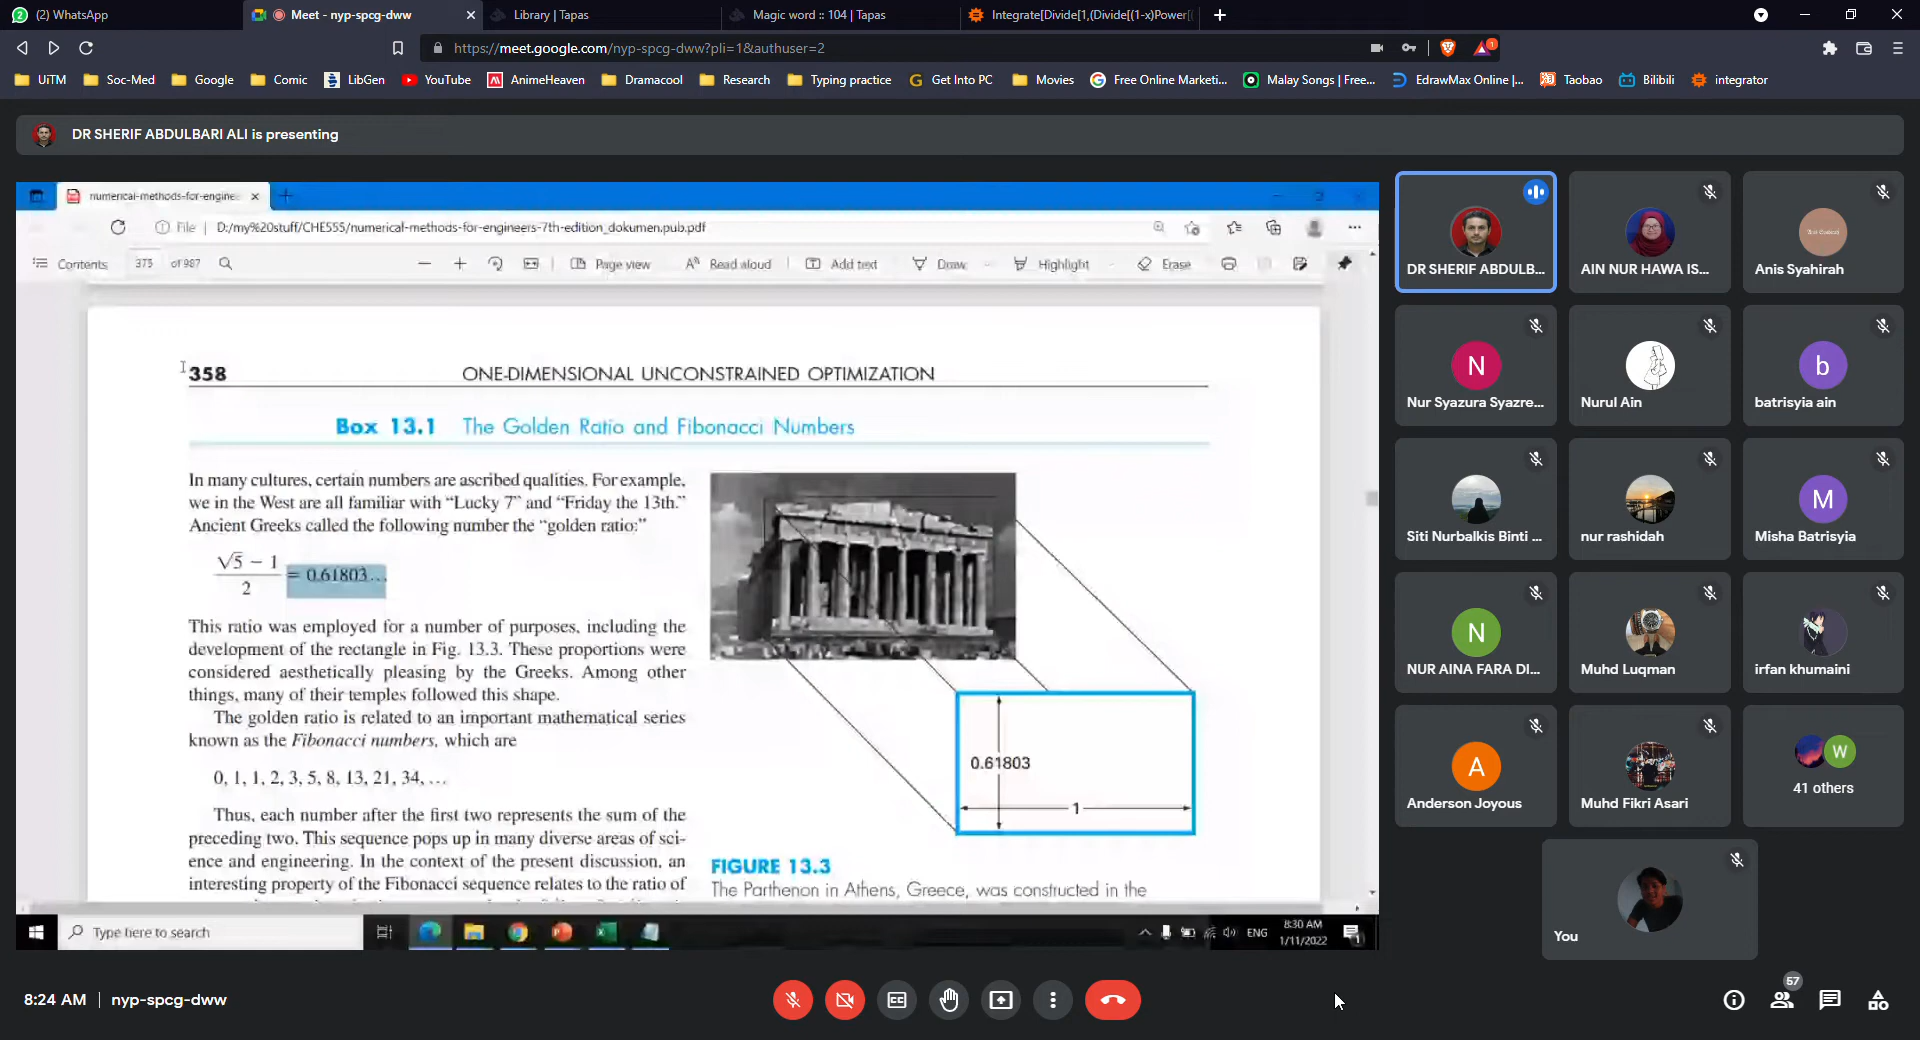 (2) WhatsApp
Meet - nyp-spcg-dww
Library | Tapas
Magic word :: 104 | Tapas
Integrate[Divide[1,(Divide[(1-x)Power[(
https://meet.google.com/nyp-spcg-dww?pli=1&authuser=2
1
UiTM
Soc-Med
Google
Comic
LibGen
YouTube
AnimeHeaven
Dramacool
Research
Typing practice
Get Into PC
Movies
Free Online Marketi...
Malay Songs | Free...
EdrawMax Online |...
Taobao
Bilibili
integrator
DR SHERIF ABDULBARI ALI is presenting
numerical-methods-for-enginee
File
D:/my%20stuff/CHE555/numerical-methods-for-engineers-7th-edition_dokumen.pub.pdf
Contents
375
of 987
Page view
Read aloud
Add text
Draw
Highlight
Erase
358
ONE-DIMENSIONAL UNCONSTRAINED OPTIMIZATION
Box 13.1 The Golden Ratio and Fibonacci Numbers
In many cultures, certain numbers are ascribed qualities. For example,
we in the West are all familiar with “Lucky 7” and “Friday the 13th.”
Ancient Greeks called the following number the “golden ratio:”
√5 − 1
2
= 0.61803...
This ratio was employed for a number of purposes, including the
development of the rectangle in Fig. 13.3. These proportions were
considered aesthetically pleasing by the Greeks. Among other
things, many of their temples followed this shape.
The golden ratio is related to an important mathematical series
known as the Fibonacci numbers, which are
0, 1, 1, 2, 3, 5, 8, 13, 21, 34, ...
Thus, each number after the first two represents the sum of the
preceding two. This sequence pops up in many diverse areas of sci-
ence and engineering. In the context of the present discussion, an
interesting property of the Fibonacci sequence relates to the ratio of
0.61803
1
FIGURE 13.3
The Parthenon in Athens, Greece, was constructed in the
Type here to search
ENG
8:30 AM
1/11/2022
1
DR SHERIF ABDULB...
AIN NUR HAWA IS...
Anis Syahirah
N
Nur Syazura Syazre...
Nurul Ain
b
batrisyia ain
Siti Nurbalkis Binti ...
nur rashidah
M
Misha Batrisyia
N
NUR AINA FARA DI...
Muhd Luqman
irfan khumaini
A
Anderson Joyous
Muhd Fikri Asari
W
41 others
You
8:24 AM | nyp-spcg-dww
CC
57